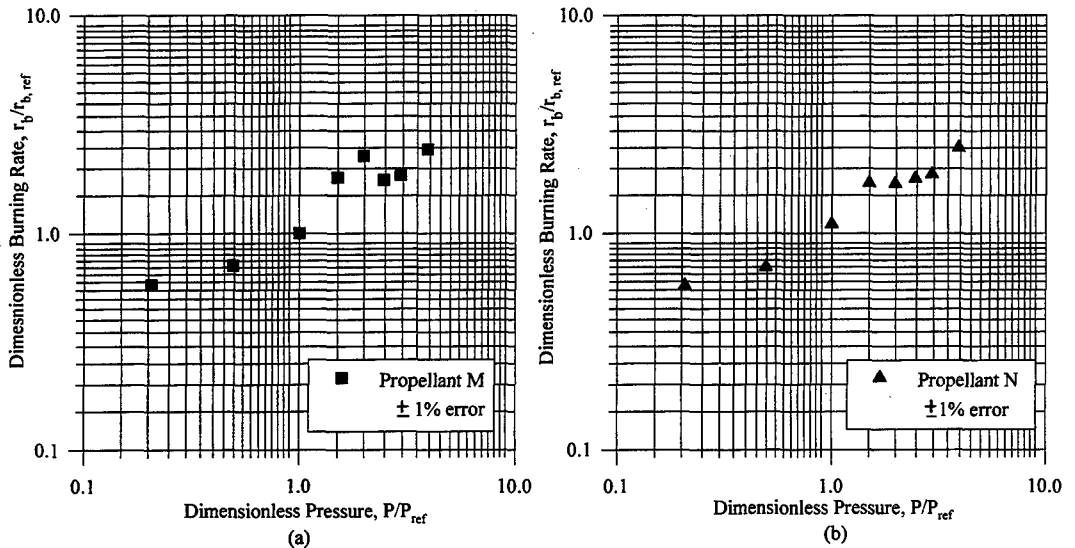 10.0
Dimesnionless Burning Rate, r_b/r_b, ref
1.0
0.1
0.1
1.0
10.0
Propellant M
± 1% error
Dimensionless Pressure, P/P_ref
(a)
10.0
Dimensionless Burning Rate, r_b/r_b, ref
1.0
0.1
0.1
1.0
10.0
Propellant N
±1% error
Dimensionless Pressure, P/P_ref
(b)